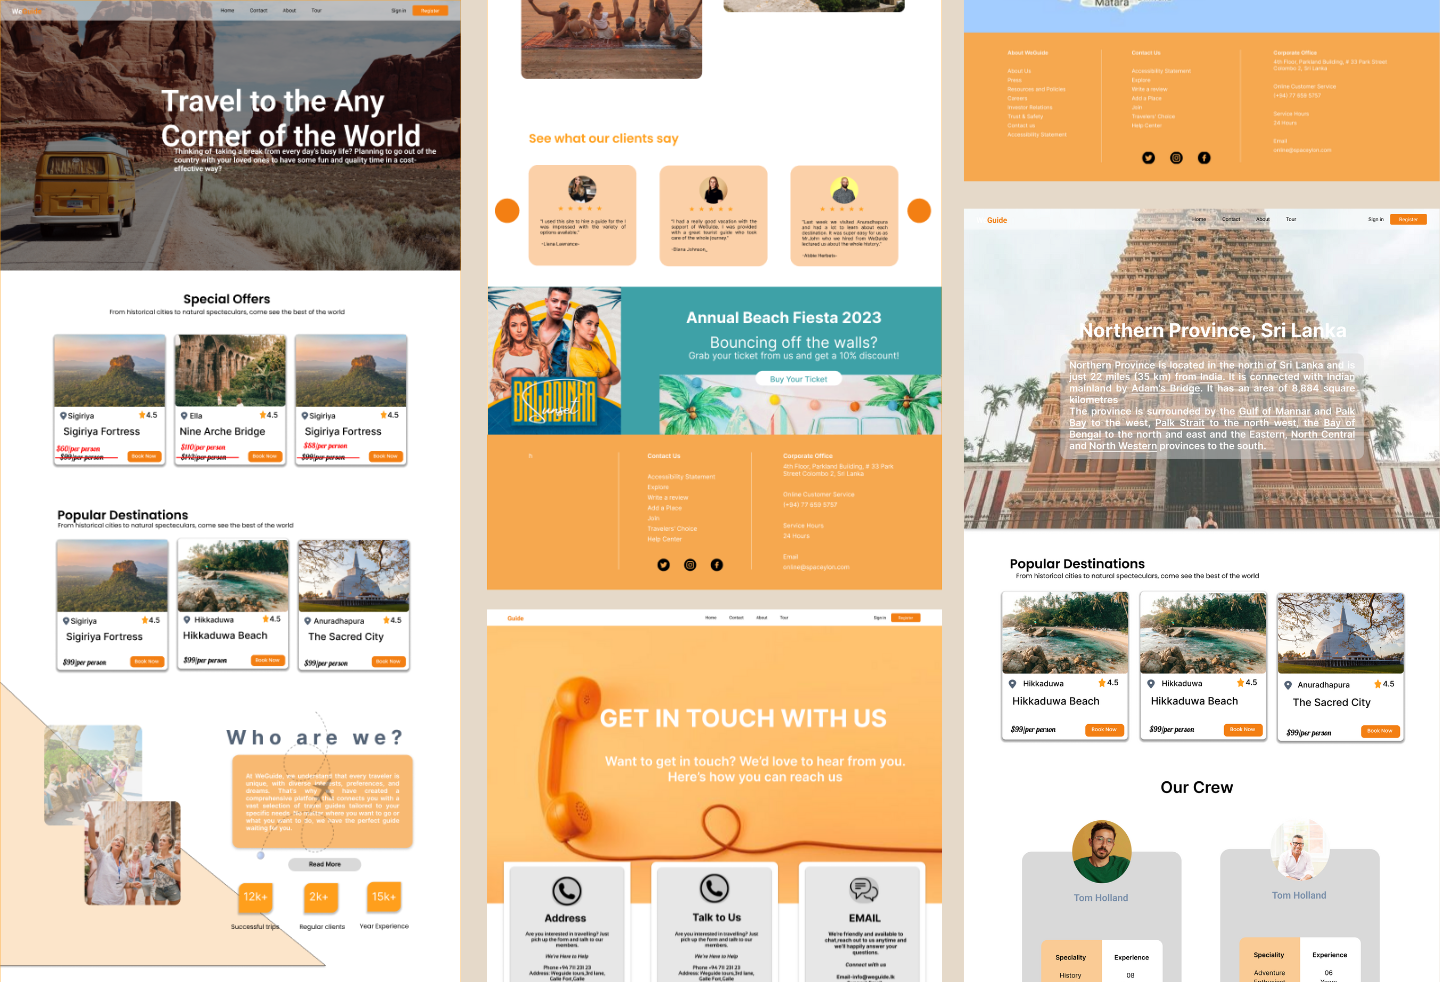 WeGuide
Home Contact About Tour
Sign in Register
Travel to the Any
Corner of the World
Thinking of taking a break from every day's busy life? Planning to go out of the
country with your loved ones to have some fun and quality time in a cost-
effective way?
Special Offers
From historical cities to natural spectaculars, come see the best of the world
Sigiriya 4.5
Sigiriya Fortress
$60/per person
$99/per person
Book Now
Ella 4.5
Nine Arche Bridge
$110/per person
$142/per person
Book Now
Sigiriya 4.5
Sigiriya Fortress
$88/per person
$99/per person
Book Now
Popular Destinations
From historical cities to natural spectaculars, come see the best of the world
Sigiriya 4.5
Sigiriya Fortress
$99/per person
Book Now
Hikkaduwa 4.5
Hikkaduwa Beach
$99/per person
Book Now
Anuradhapura 4.5
The Sacred City
$99/per person
Book Now
Who are we?
At WeGuide, we understand that every traveler is
unique, with diverse interests, preferences, and
dreams. That's why we have created a
comprehensive platform that connects you with a
vast selection of travel guides tailored to your
specific needs. No matter where you want to go or
what you want to do, we have the perfect guide
waiting for you.
Read More
12k+
Successful trips
2k+
Regular clients
15k+
Year Experience
See what our clients say
"I used this site to hire a guide for the I
was impressed with the variety of
options available."
-Liana Lawrance-
"I had a really good vacation with the
support of WeGuide. I was provided
with a great tourist guide who took
care of the whole journey."
-Elena Johnson_
"Last week we visited Anuradhapura
and had a lot to learn about each
destination. It was super easy for us as
Mr.John who we hired from WeGuide
lectured us about the whole history."
BALADINHA
Sunset
Annual Beach Fiesta 2023
Bouncing off the walls?
Grab your ticket from us and get a 10% discount!
Buy Your Ticket
Contact Us
Accessibility Statement
Explore
Write a review
Add a Place
Join
Travelers' Choice
Help Center
Corporate Office
4th Floor, Parkland Building, # 33 Park
Street Colombo 2, Sri Lanka
Online Customer Service
(+94) 77 659 5757
Service Hours
24 Hours
Email
online@spaceylon.com
Guide
Home Contact About Tour
Sign in Register
GET IN TOUCH WITH US
Want to get in touch? We'd love to hear from you.
Here's how you can reach us
Address
Are you interested in travelling? Just
pick up the form and talk to our
members.
We're Here to Help
Phone +94 711 231 23
Address: Weguide tours,3rd lane,
Galle Fort,Galle
Talk to Us
Are you interested in travelling? Just
pick up the form and talk to our
members.
We're Here to Help
Phone +94 711 231 23
Address: Weguide tours,3rd lane,
Galle Fort,Galle
EMAIL
We're friendly and available to
chat,reach out to us anytime and
we'll happily answer your
questions.
Connect with us
Email-info@weguide.lk
Matara
About WeGuide
About Us
Press
Resources and Policies
Careers
Investor Relations
Trust & Safety
Contact us
Accessibility Statement
Contact Us
Accessibility Statement
Explore
Write a review
Add a Place
Join
Travelers' Choice
Help Center
Corporate Office
4th Floor, Parkland Building, # 33 Park Street
Colombo 2, Sri Lanka
Online Customer Service
(+94) 77 659 5757
Service Hours
24 Hours
Email
online@spaceylon.com
Guide
Home Contact About Tour
Sign in Register
Northern Province, Sri Lanka
Northern Province is located in the north of Sri Lanka and is
just 22 miles (35 km) from India. It is connected with Indian
mainland by Adam's Bridge. It has an area of 8,884 square
kilometres
The province is surrounded by the Gulf of Mannar and Palk
Bay to the west, Palk Strait to the north west, the Bay of
Bengal to the north and east and the Eastern, North Central
and North Western provinces to the south.
Popular Destinations
From historical cities to natural spectaculars, come see the best of the world
Hikkaduwa 4.5
Hikkaduwa Beach
$99/per person
Book Now
Hikkaduwa 4.5
Hikkaduwa Beach
$99/per person
Book Now
Anuradhapura 4.5
The Sacred City
$99/per person
Book Now
Our Crew
Tom Holland
Speciality Experience
History 08
Tom Holland
Speciality Experience
Adventure 06